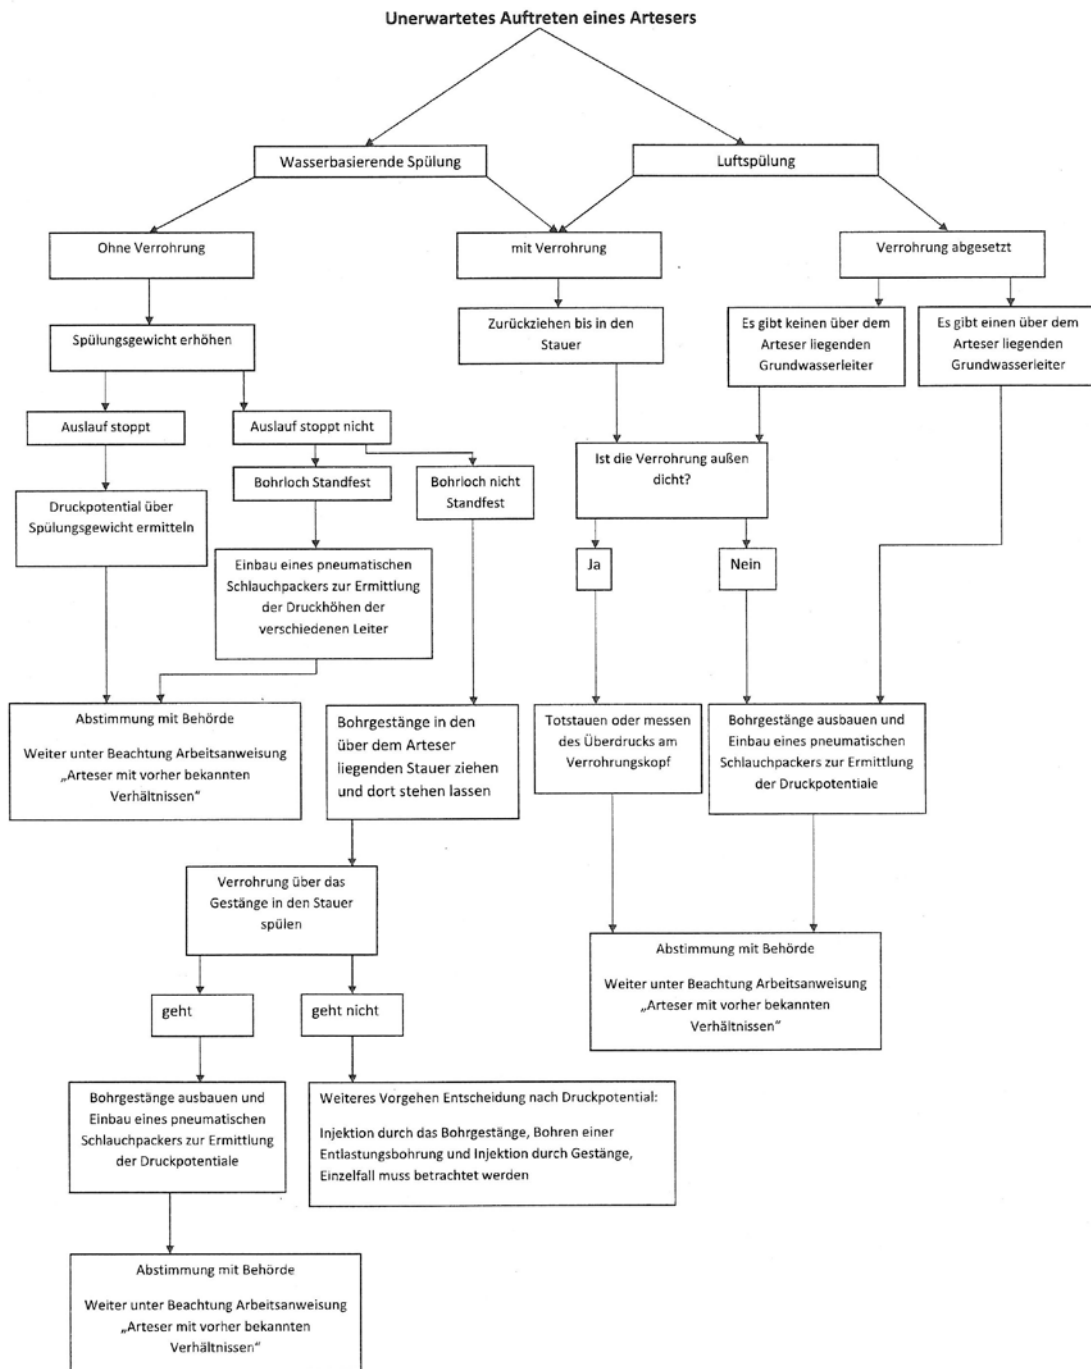 Unerwartetes Auftreten eines Artesers
Wasserbasierende Spülung
Luftspülung
Ohne Verrohrung
mit Verrohrung
Verrohrung abgesetzt
Spülungsgewicht erhöhen
Zurückziehen bis in den
Stauer
Es gibt keinen über dem
Arteser liegenden
Grundwasserleiter
Es gibt einen über dem
Arteser liegenden
Grundwasserleiter
Auslauf stoppt
Auslauf stoppt nicht
Ist die Verrohrung außen
dicht?
Bohrloch Standfest
Bohrloch nicht
Standfest
Druckpotential über
Spülungsgewicht ermitteln
Einbau eines pneumatischen
Schlauchpackers zur Ermittlung
der Druckhöhen der
verschiedenen Leiter
Ja
Nein
Abstimmung mit Behörde
Weiter unter Beachtung Arbeitsanweisung
„Arteser mit vorher bekannten
Verhältnissen“
Bohrgestänge in den
über dem Arteser
liegenden Stauer ziehen
und dort stehen lassen
Totstauen oder messen
des Überdrucks am
Verrohrungskopf
Bohrgestänge ausbauen und
Einbau eines pneumatischen
Schlauchpackers zur Ermittlung
der Druckpotentiale
Verrohrung über das
Gestänge in den Stauer
spülen
Abstimmung mit Behörde
Weiter unter Beachtung Arbeitsanweisung
„Arteser mit vorher bekannten
Verhältnissen“
geht
geht nicht
Bohrgestänge ausbauen und
Einbau eines pneumatischen
Schlauchpackers zur Ermittlung
der Druckpotentiale
Weiteres Vorgehen Entscheidung nach Druckpotential:
Injektion durch das Bohrgestänge, Bohren einer
Entlastungsbohrung und Injektion durch Gestänge,
Einzelfall muss betrachtet werden
Abstimmung mit Behörde
Weiter unter Beachtung Arbeitsanweisung
„Arteser mit vorher bekannten
Verhältnissen“